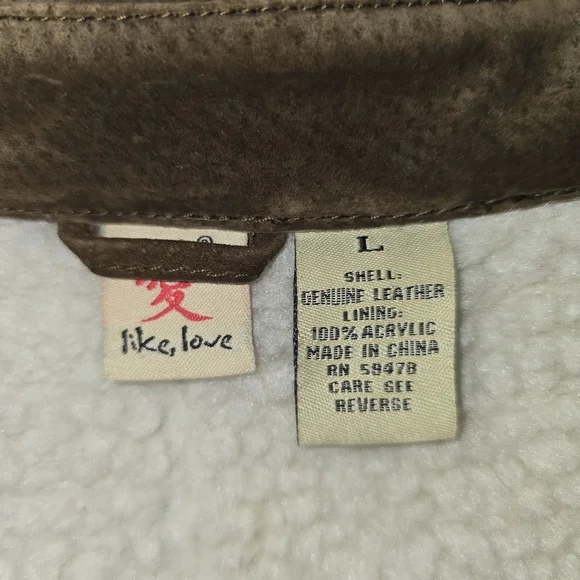 ®
愛
like, love
L
SHELL:
GENUINE LEATHER
LINING:
100% ACRYLIC
MADE IN CHINA
RN 59478
CARE SEE
REVERSE